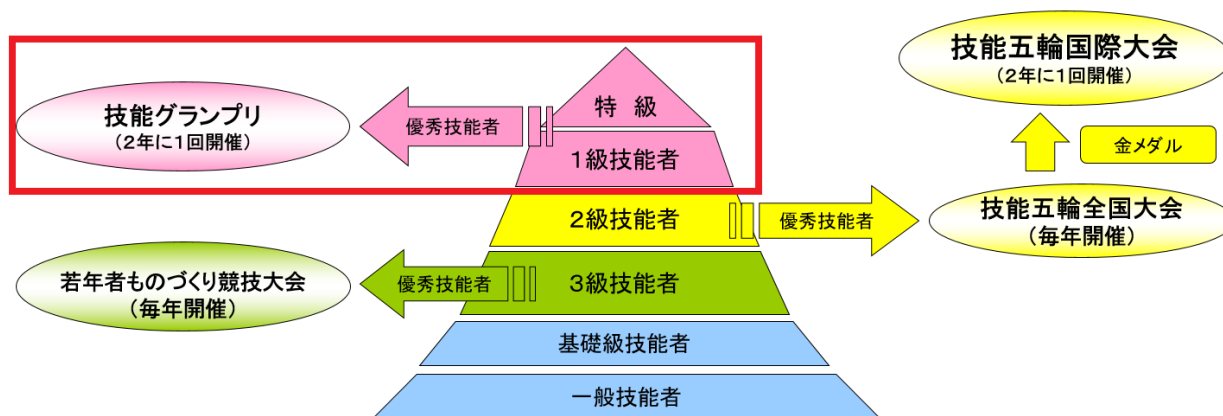 技能五輪国際大会
（２年に１回開催）
特 級
技能グランプリ
（２年に１回開催）
優秀技能者
金メダル
１級技能者
２級技能者
優秀技能者
技能五輪全国大会
（毎年開催）
若年者ものづくり競技大会
（毎年開催）
優秀技能者
３級技能者
基礎級技能者
一般技能者